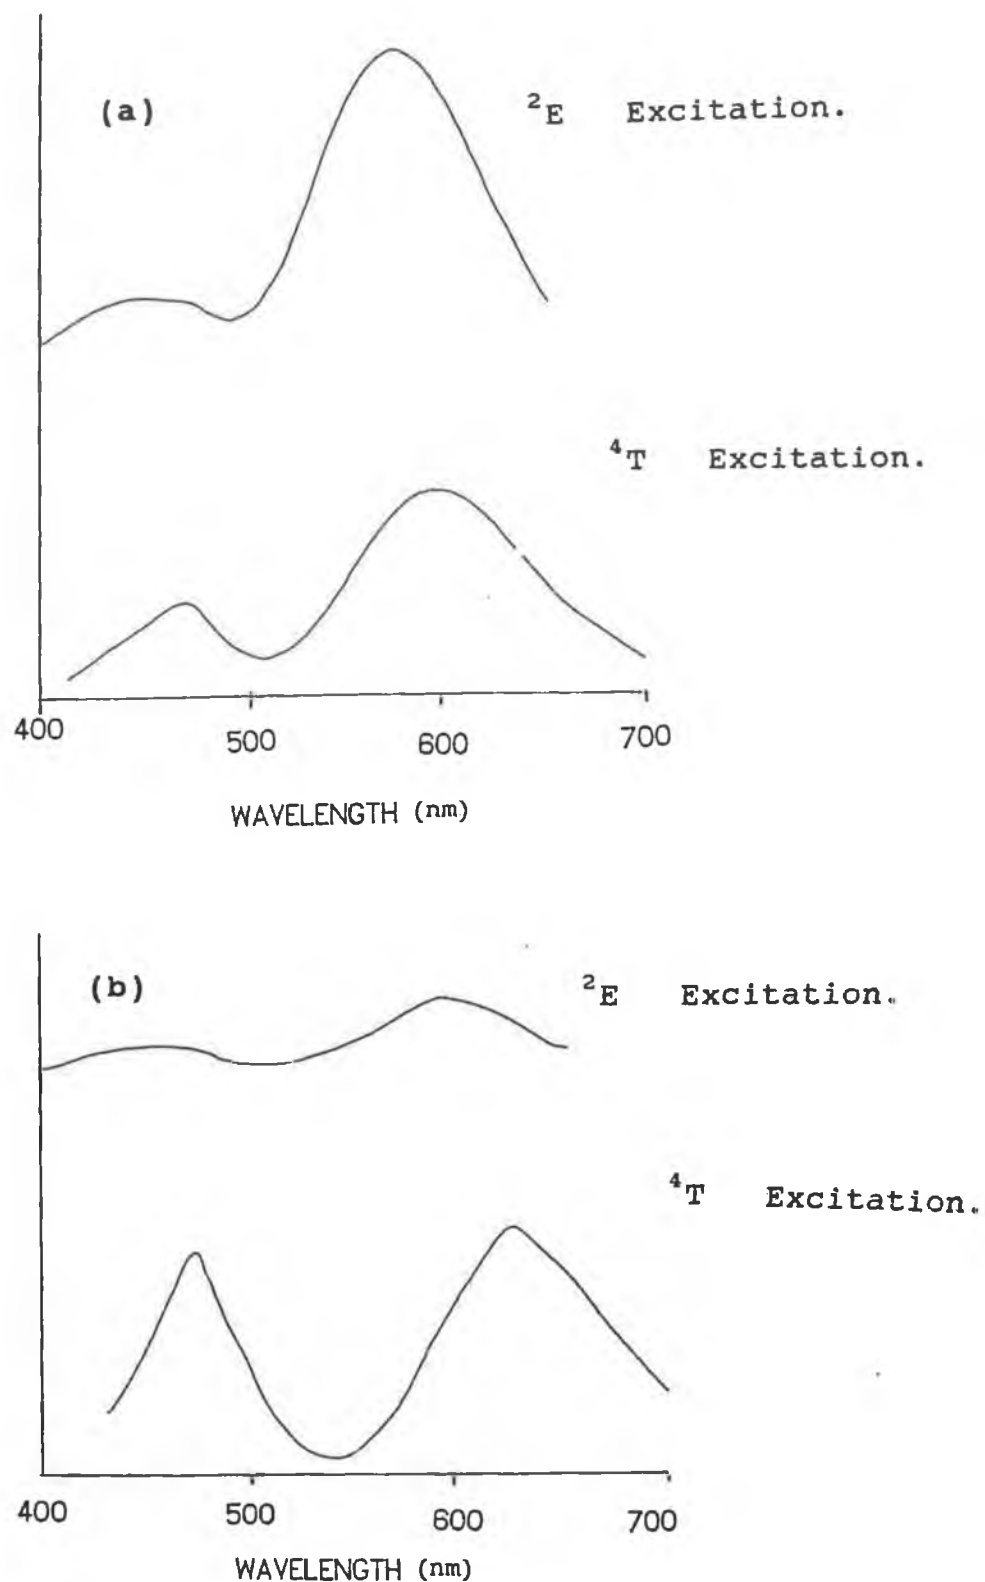 (a)
²E Excitation.
⁴T Excitation.
400 500 600 700
WAVELENGTH (nm)
(b)
²E Excitation.
⁴T Excitation.
400 500 600 700
WAVELENGTH (nm)